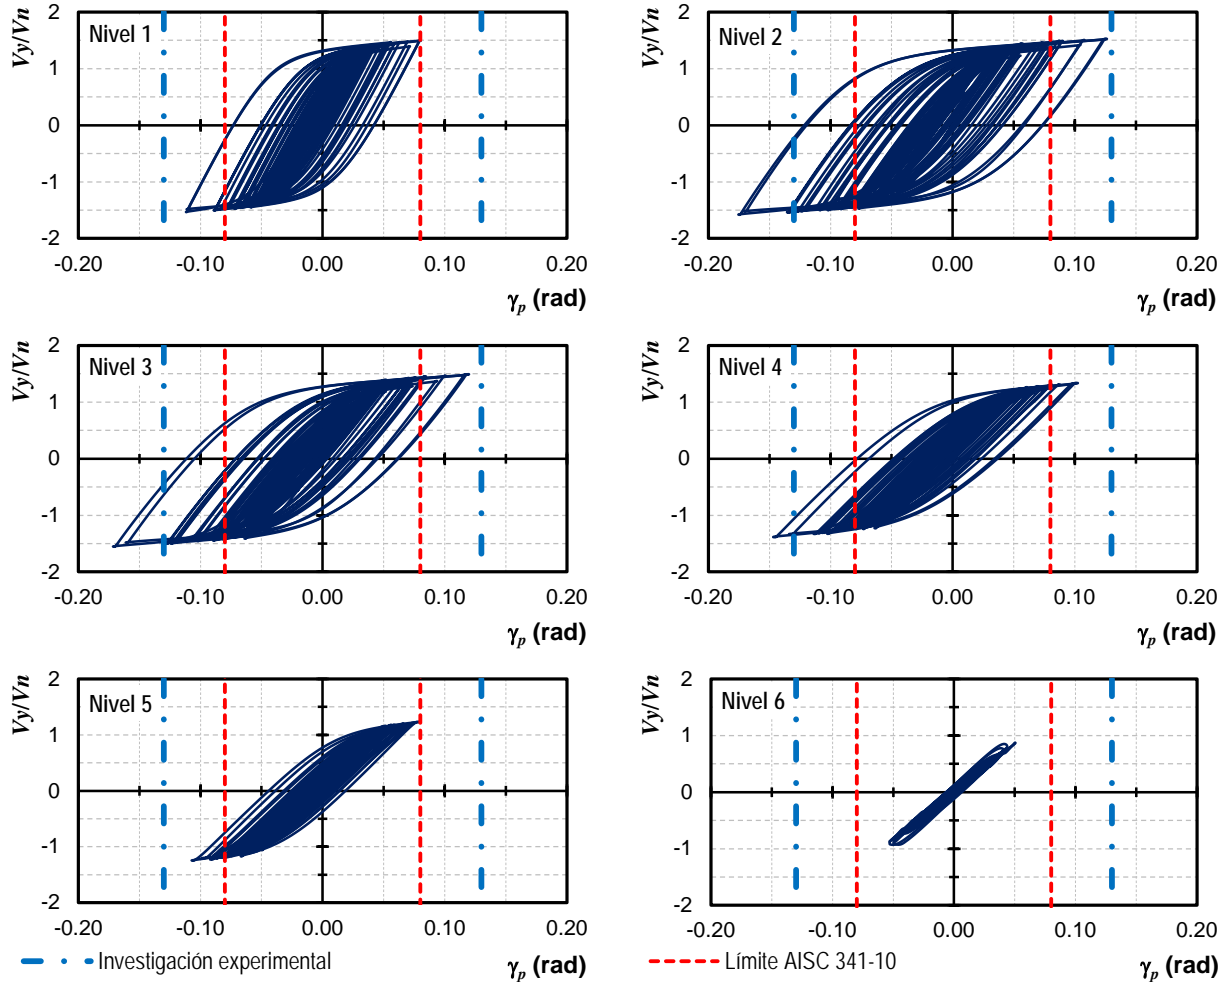 Nivel 1
Vy/Vn
2
1
0
-1
-2
-0.20 -0.10 0.00 0.10 0.20
γp (rad)
Nivel 2
Vy/Vn
2
1
0
-1
-2
-0.20 -0.10 0.00 0.10 0.20
γp (rad)
Nivel 3
Vy/Vn
2
1
0
-1
-2
-0.20 -0.10 0.00 0.10 0.20
γp (rad)
Nivel 4
Vy/Vn
2
1
0
-1
-2
-0.20 -0.10 0.00 0.10 0.20
γp (rad)
Nivel 5
Vy/Vn
2
1
0
-1
-2
-0.20 -0.10 0.00 0.10 0.20
γp (rad)
Nivel 6
Vy/Vn
2
1
0
-1
-2
-0.20 -0.10 0.00 0.10 0.20
γp (rad)
Investigación experimental
Límite AISC 341-10